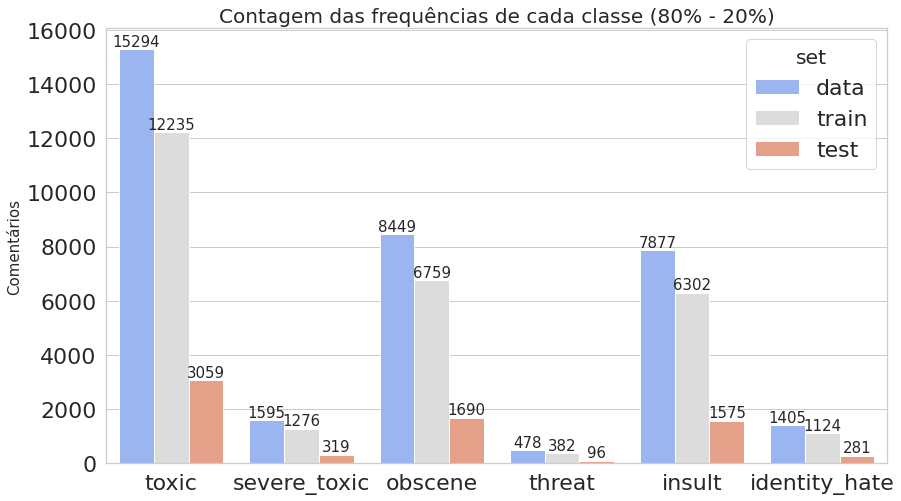 Contagem das frequências de cada classe (80% - 20%)
Comentários
16000
14000
12000
10000
8000
6000
4000
2000
0
set
data
train
test
15294
12235
3059
1595
1276
319
8449
6759
1690
478
382
96
7877
6302
1575
1405
1124
281
toxic
severe_toxic
obscene
threat
insult
identity_hate